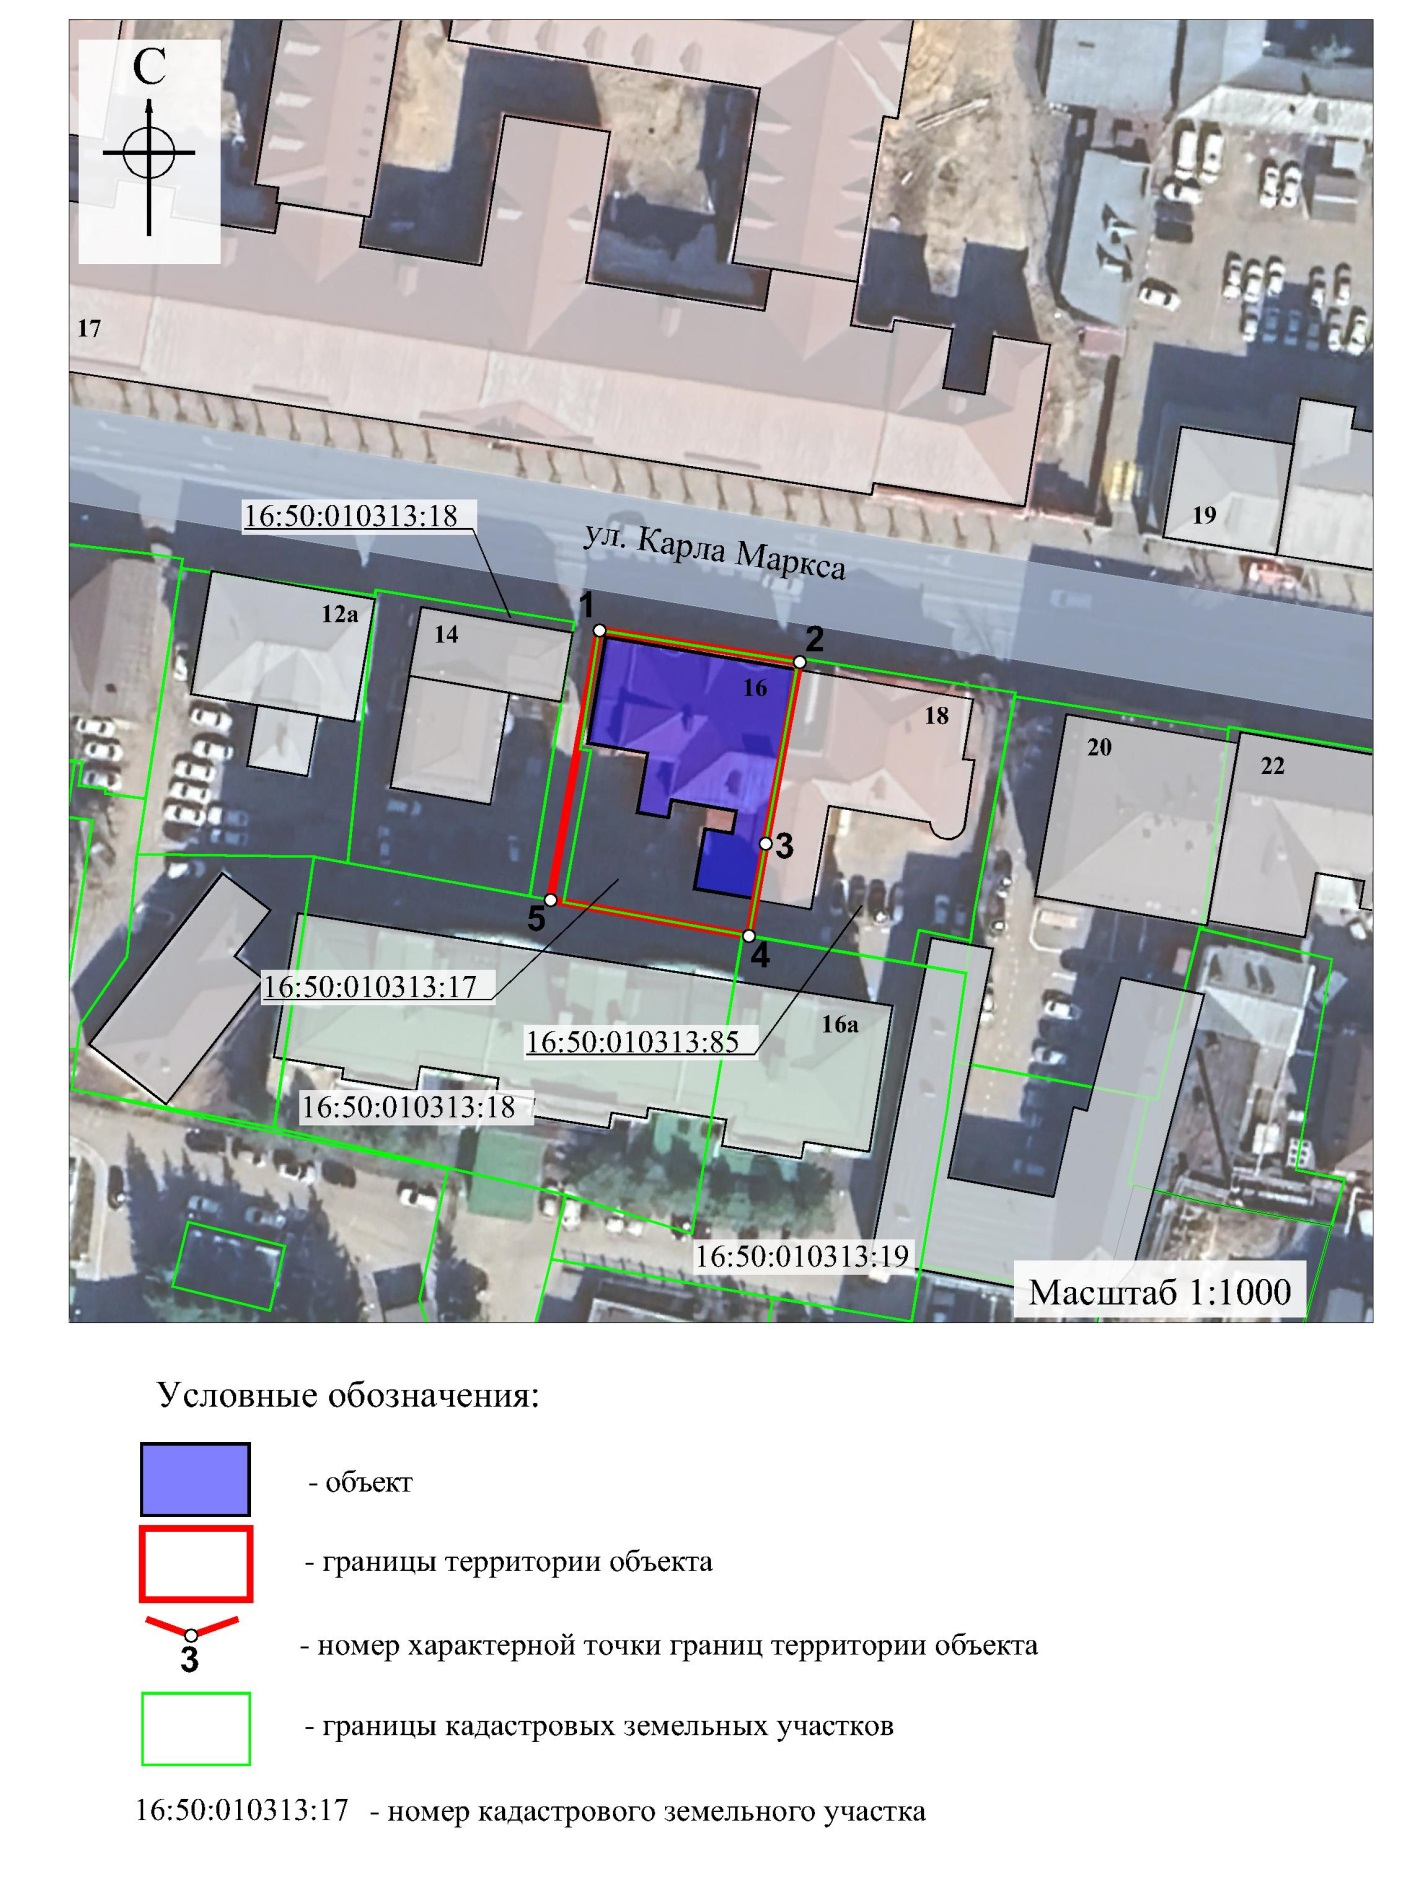 С
17
19
16:50:010313:18
ул. Карла Маркса
12а
14
1
2
16
18
20
22
3
5
4
16:50:010313:17
16:50:010313:85
16а
16:50:010313:18
16:50:010313:19
Масштаб 1:1000
Условные обозначения:
- объект
- границы территории объекта
3
- номер характерной точки границ территории объекта
- границы кадастровых земельных участков
16:50:010313:17 - номер кадастрового земельного участка